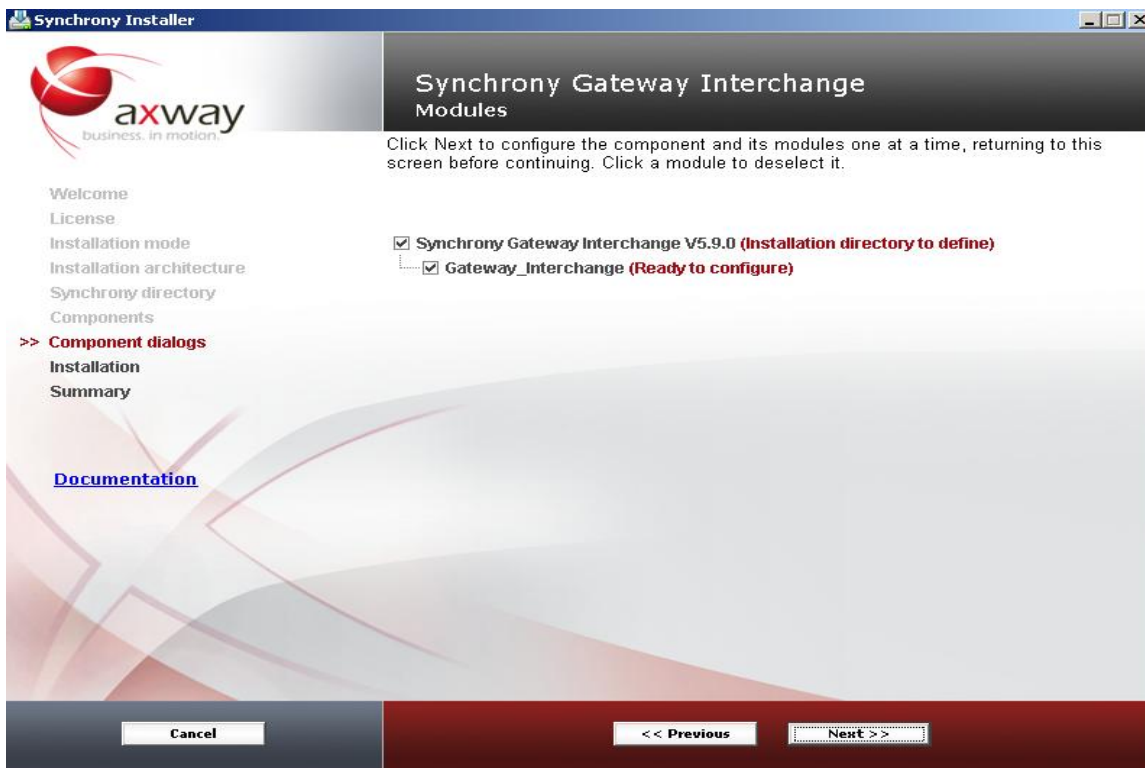 Synchrony Installer
axway
business. in motion.
Synchrony Gateway Interchange
Modules
Click Next to configure the component and its modules one at a time, returning to this
screen before continuing. Click a module to deselect it.
Welcome
License
Installation mode
Installation architecture
Synchrony directory
Components
>> Component dialogs
Installation
Summary
Documentation
Synchrony Gateway Interchange V5.9.0 (Installation directory to define)
Gateway_Interchange (Ready to configure)
Cancel
<< Previous
Next >>